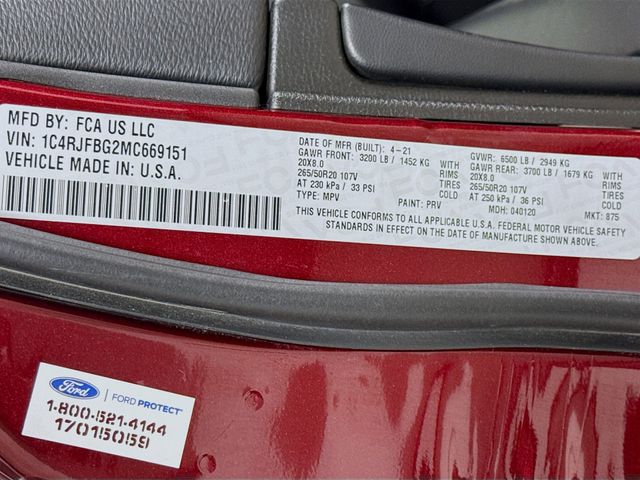 MFD BY: FCA US LLC
VIN: 1C4RJFBG2MC669151
VEHICLE MADE IN U.S.A.
DATE OF MFR (BUILT): 4-21 GVWR: 6500 LB / 2949 KG
GAWR FRONT: 3200 LB / 1452 KG WITH GAWR REAR: 3700 LB / 1679 KG WITH
20X8.0 RIMS 20X8.0 RIMS
265/50R20 107V TIRES 265/50R20 107V TIRES
AT 230 kPa / 33 PSI COLD AT 250 kPa / 36 PSI COLD
TYPE: MPV PAINT: PRV MDH: 040120 MKT: 875
THIS VEHICLE CONFORMS TO ALL APPLICABLE U.S.A. FEDERAL MOTOR VEHICLE SAFETY
STANDARDS IN EFFECT ON THE DATE OF MANUFACTURE SHOWN ABOVE.
Ford FORD PROTECT
1-800-521-4144
17015059